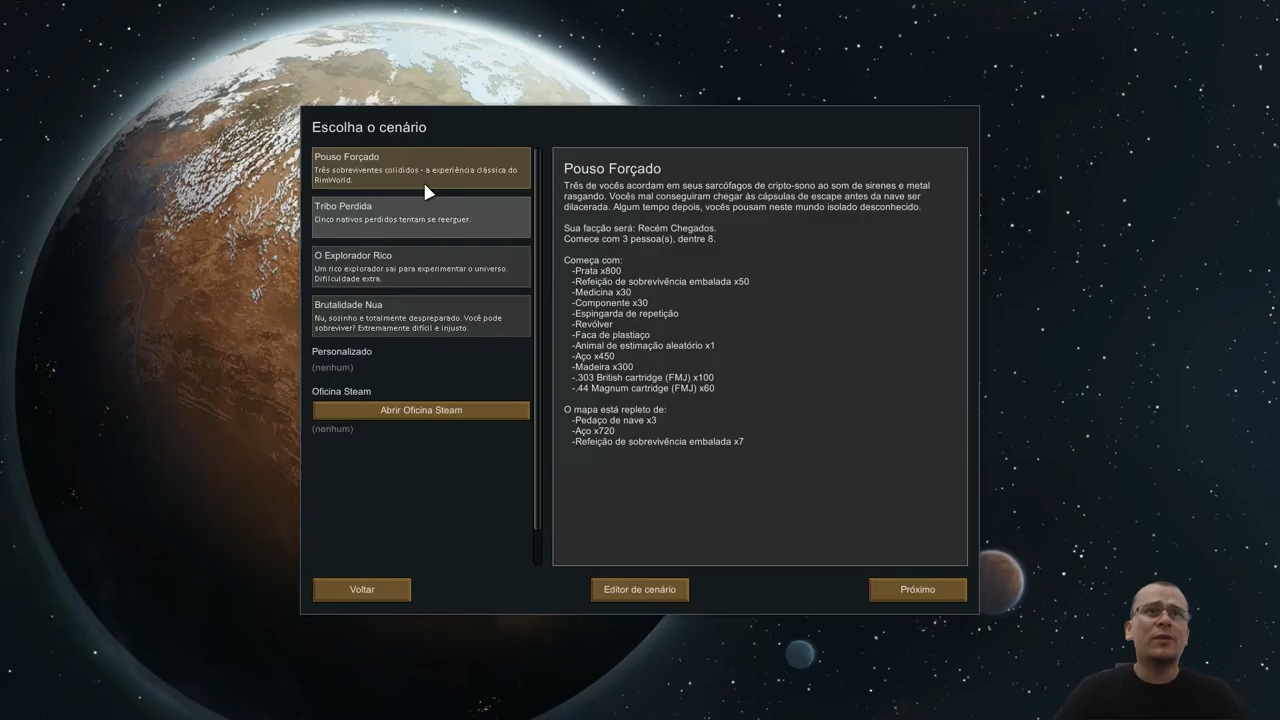 Escolha o cenário
Pouso Forçado
Três sobreviventes colididos - a experiência clássica do
RimWorld.
Tribo Perdida
Cinco nativos perdidos tentam se reerguer.
O Explorador Rico
Um rico explorador sai para experimentar o universo.
Dificuldade extra.
Brutalidade Nua
Nu, sozinho e totalmente despreparado. Você pode
sobreviver? Extremamente difícil e injusto.
Personalizado
(nenhum)
Oficina Steam
Abrir Oficina Steam
(nenhum)
Pouso Forçado
Três de vocês acordam em seus sarcófagos de cripto-sono ao som de sirenes e metal
rasgando. Vocês mal conseguiram chegar às cápsulas de escape antes da nave ser
dilacerada. Algum tempo depois, vocês pousam neste mundo isolado desconhecido.
Sua facção será: Recém Chegados.
Comece com 3 pessoa(s), dentre 8.
Começa com:
-Prata x800
-Refeição de sobrevivência embalada x50
-Medicina x30
-Componente x30
-Espingarda de repetição
-Revólver
-Faca de plastiaço
-Animal de estimação aleatório x1
-Aço x450
-Madeira x300
-.303 British cartridge (FMJ) x100
-.44 Magnum cartridge (FMJ) x60
O mapa está repleto de:
-Pedaço de nave x3
-Aço x720
-Refeição de sobrevivência embalada x7
Voltar
Editor de cenário
Próximo